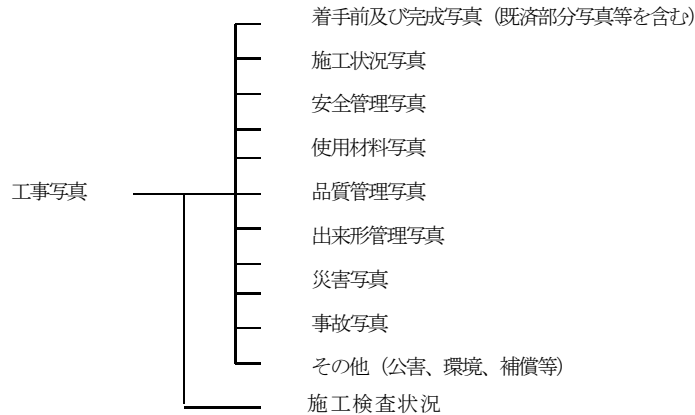 着手前及び完成写真（既済部分写真等を含む）
施工状況写真
安全管理写真
使用材料写真
工事写真
品質管理写真
出来形管理写真
災害写真
事故写真
その他（公害、環境、補償等）
施工検査状況